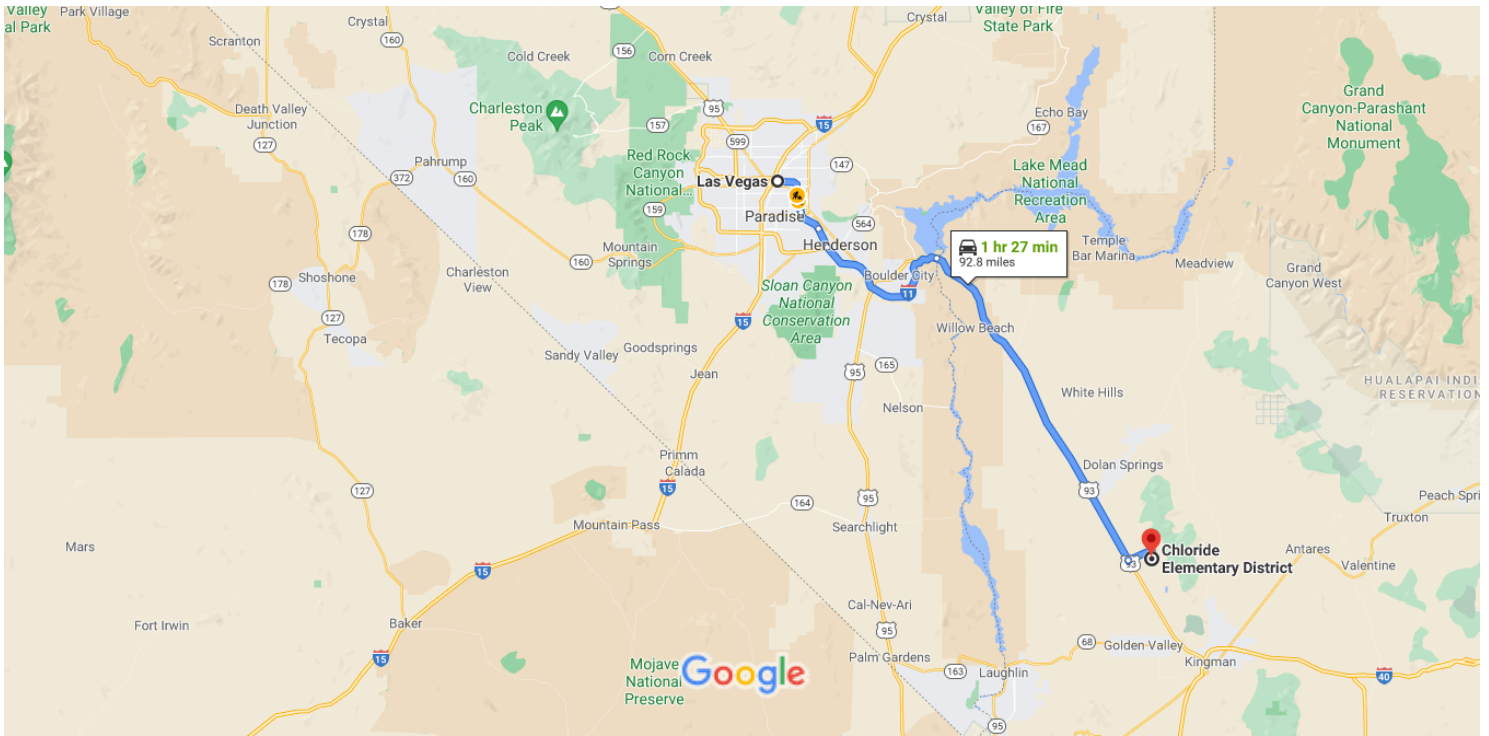 Valley
al Park
Park Village
Crystal
160
Scranton
Cold Creek
156
Corn Creek
Crystal
Valley of Fire
State Park
95
Charleston
Peak
Death Valley
Junction
127
157
599
15
Echo Bay
167
Grand
Canyon-Parashant
National
Monument
Pahrump
372
160
Red Rock
Canyon
National...
147
Las Vegas
Lake Mead
National
Recreation
Area
159
Paradise
564
178
Mountain
Springs
160
Henderson
1 hr 27 min
92.8 miles
Temple
Bar Marina
Meadview
178
Shoshone
Charleston
View
Boulder City
11
Grand
Canyon West
127
Tecopa
Sloan Canyon
National
Conservation
Area
15
Willow Beach
Sandy Valley
Goodsprings
Jean
95
165
White Hills
HUALAPAI INDI
RESERVATION
Nelson
Primm
Calada
15
Dolan Springs
127
164
95
93
Peach Spri
Mountain Pass
Searchlight
Truxton
Mars
15
93
Chloride
Elementary District
Antares
Valentine
Fort Irwin
Baker
Cal-Nev-Ari
95
15
Mojave
National
Preserve
Google
Palm Gardens
163
Laughlin
68
Golden Valley
Kingman
40
95